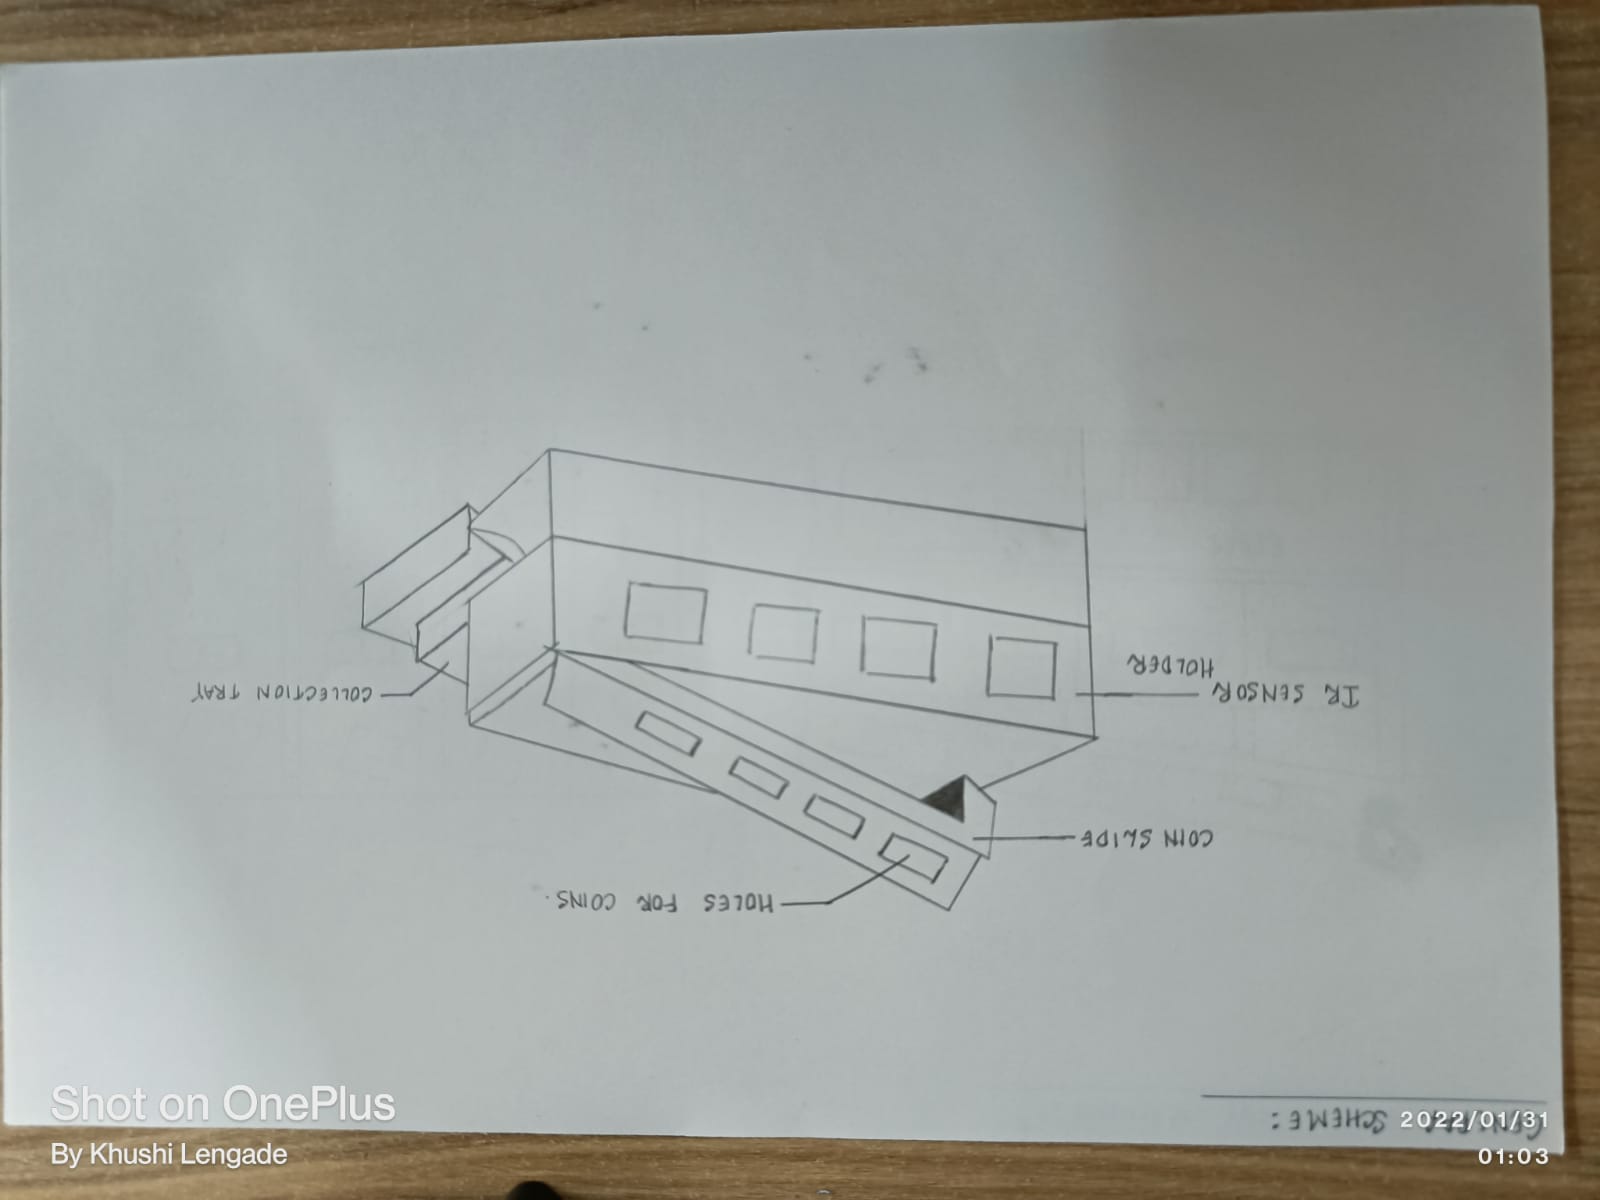 SCHEME:
HOLES FOR COINS.
COIN SLIDE
IR SENSOR
HOLDER
COLLECTION TRAY
Shot on OnePlus
By Khushi Lengade
2022/01/31
01:03